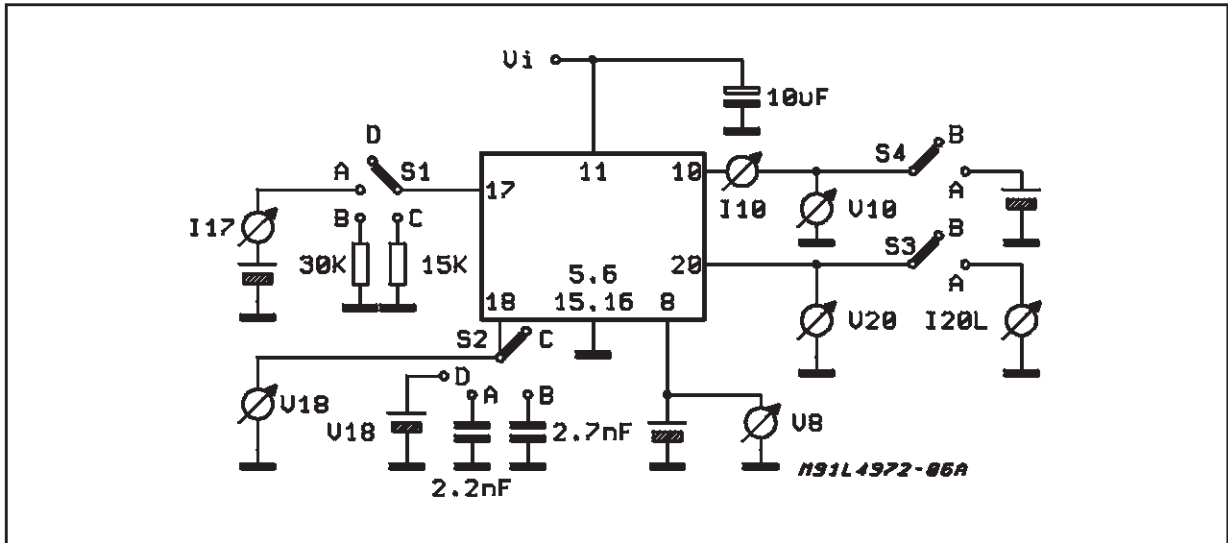 Vi
10uF
D
A S1
B C
I17
30K 15K
17 11 10
5.6
15.16
18 8 20
I10 V10
S4 B
A
S3 B
A
V20 I20L
S2 C
D
A B
V18
V18
2.7nF
2.2nF
V8
M91L4972-06A